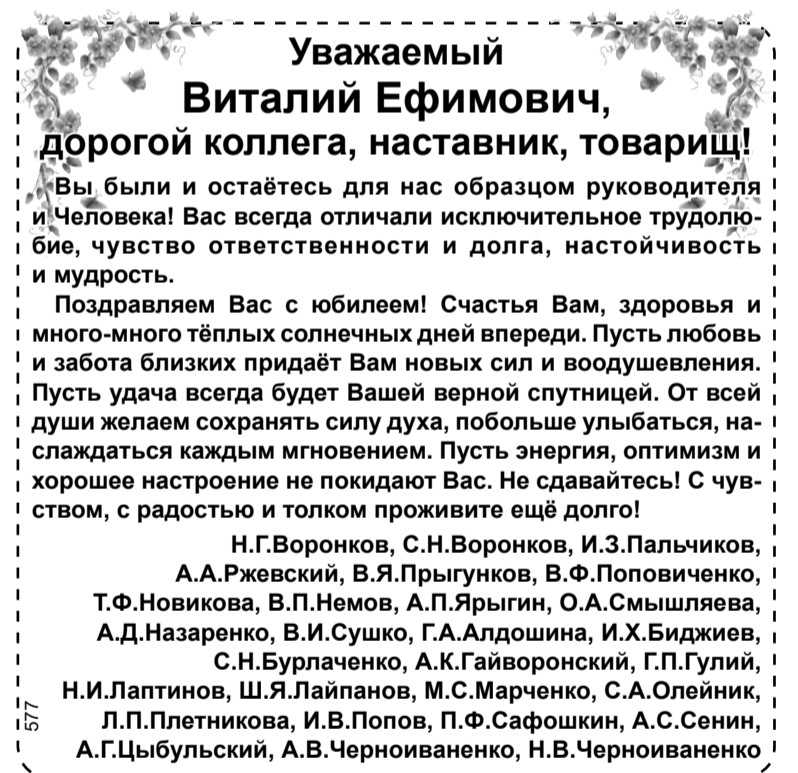 Уважаемый
Виталий Ефимович,
дорогой коллега, наставник, товарищ!
Вы были и остаётесь для нас образцом руководителя
и Человека! Вас всегда отличали исключительное трудолю-
бие, чувство ответственности и долга, настойчивость
и мудрость.
Поздравляем Вас с юбилеем! Счастья Вам, здоровья и
много-много тёплых солнечных дней впереди. Пусть любовь
и забота близких придаёт Вам новых сил и воодушевления.
Пусть удача всегда будет Вашей верной спутницей. От всей
души желаем сохранять силу духа, побольше улыбаться, на-
слаждаться каждым мгновением. Пусть энергия, оптимизм и
хорошее настроение не покидают Вас. Не сдавайтесь! С чув-
ством, с радостью и толком проживите ещё долго!
Н.Г.Воронков, С.Н.Воронков, И.З.Пальчиков,
А.А.Ржевский, В.Я.Прыгунков, В.Ф.Поповиченко,
Т.Ф.Новикова, В.П.Немов, А.П.Ярыгин, О.А.Смышляева,
А.Д.Назаренко, В.И.Сушко, Г.А.Алдошина, И.Х.Биджиев,
С.Н.Бурлаченко, А.К.Гайворонский, Г.П.Гулий,
Н.И.Лаптинов, Ш.Я.Лайпанов, М.С.Марченко, С.А.Олейник,
Л.П.Плетникова, И.В.Попов, П.Ф.Сафошкин, А.С.Сенин,
А.Г.Цыбульский, А.В.Черноиваненко, Н.В.Черноиваненко
577